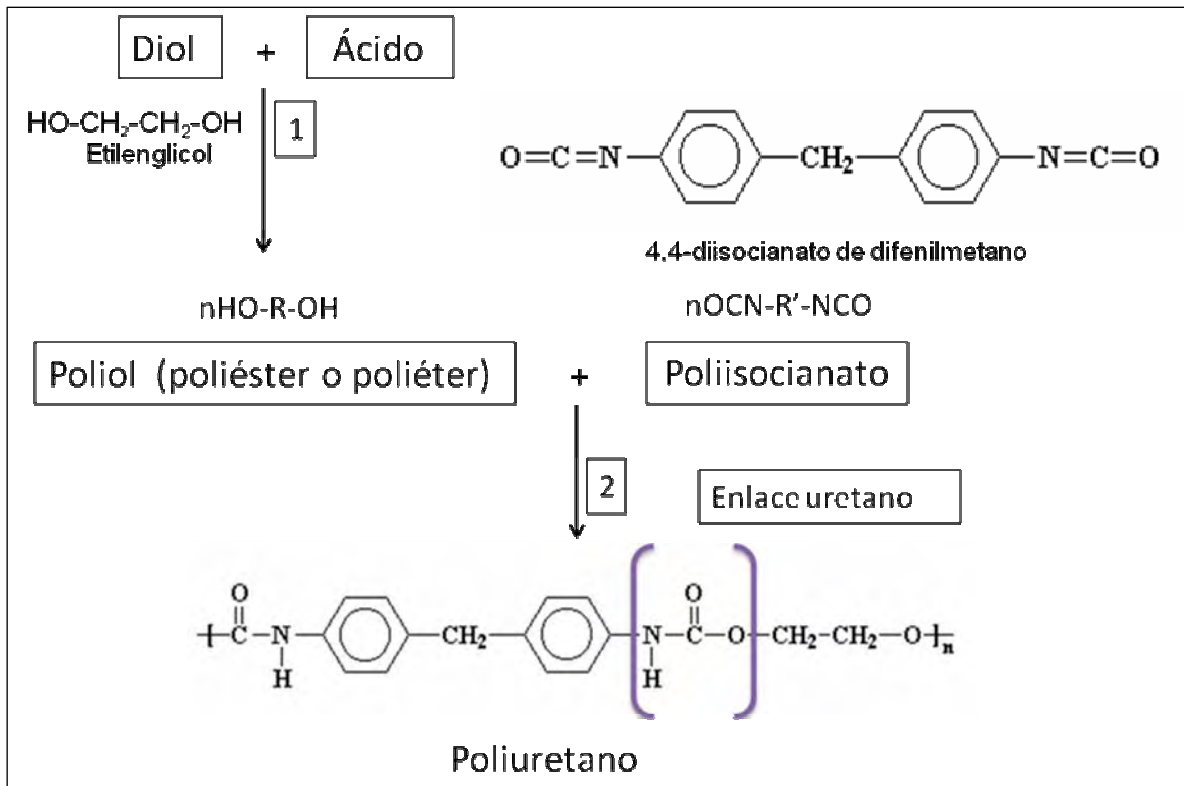 Diol + Ácido
HO-CH₂-CH₂-OH
Etilenglicol
1
O=C=N CH₂ N=C=O
4,4-diisocianato de difenilmetano
nHO-R-OH nOCN-R’-NCO
Poliol (poliéster o poliéter) + Poliisocianato
2
Enlace uretano
O O
C–N CH₂ N–C–O–CH₂–CH₂–O n
H H
Poliuretano